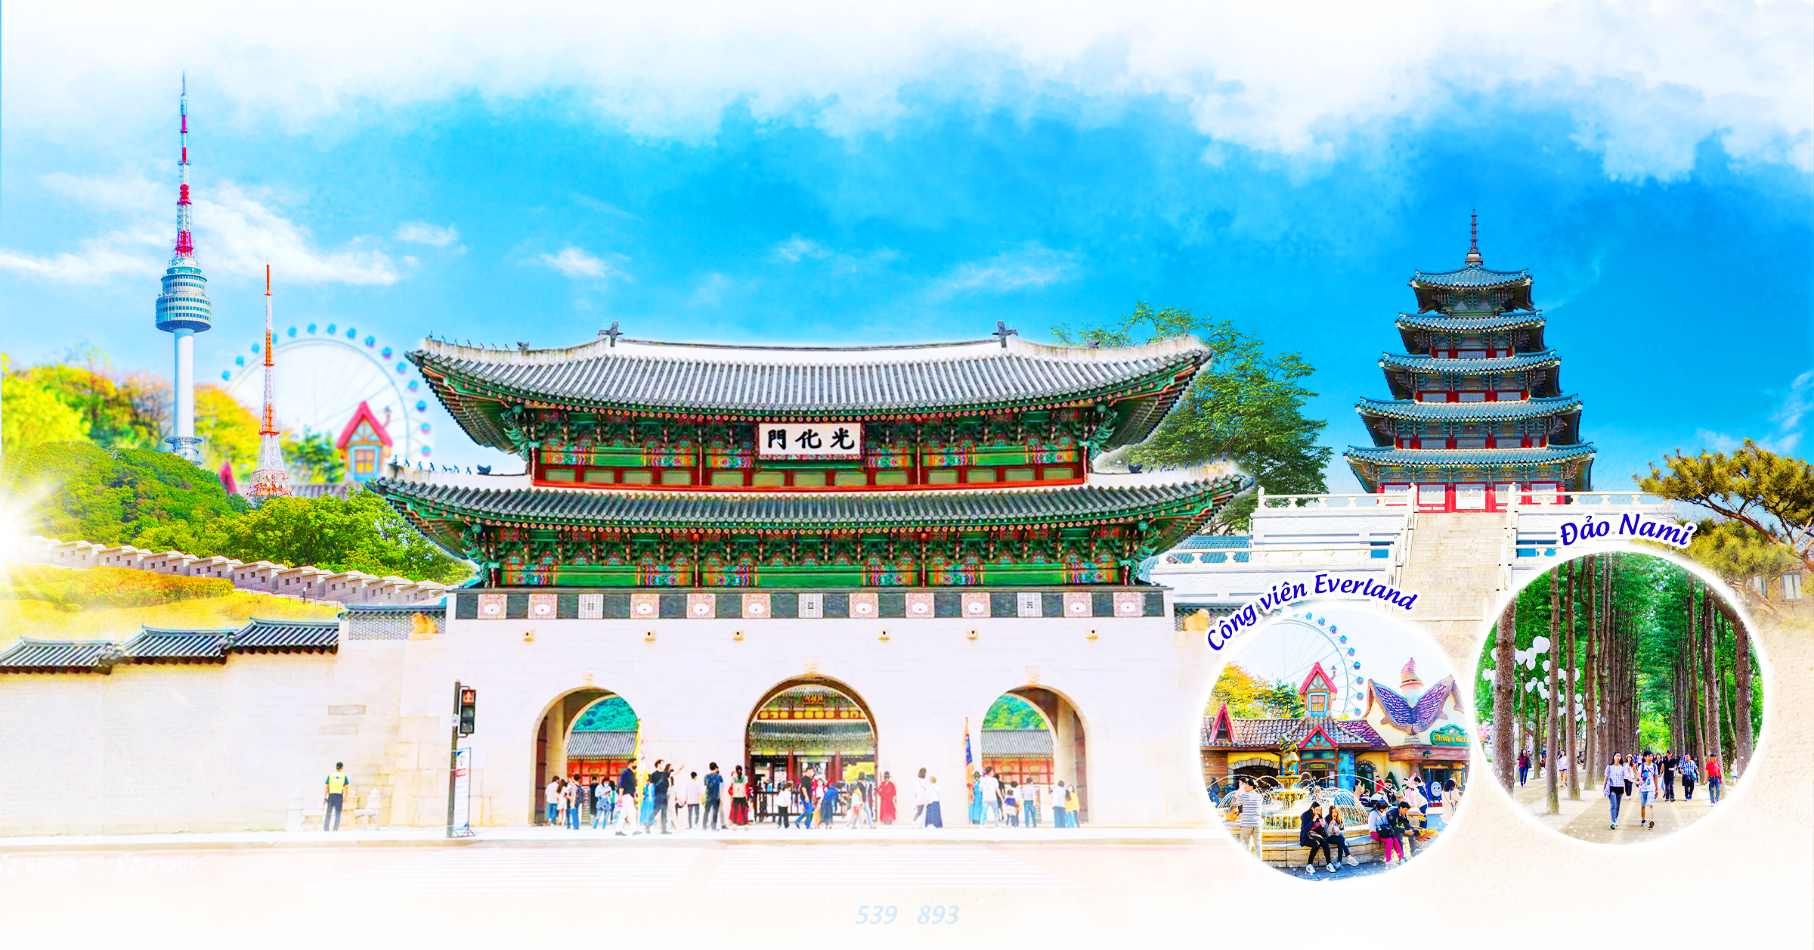 門化光
Đảo Nami
Công viên Everland
539 893